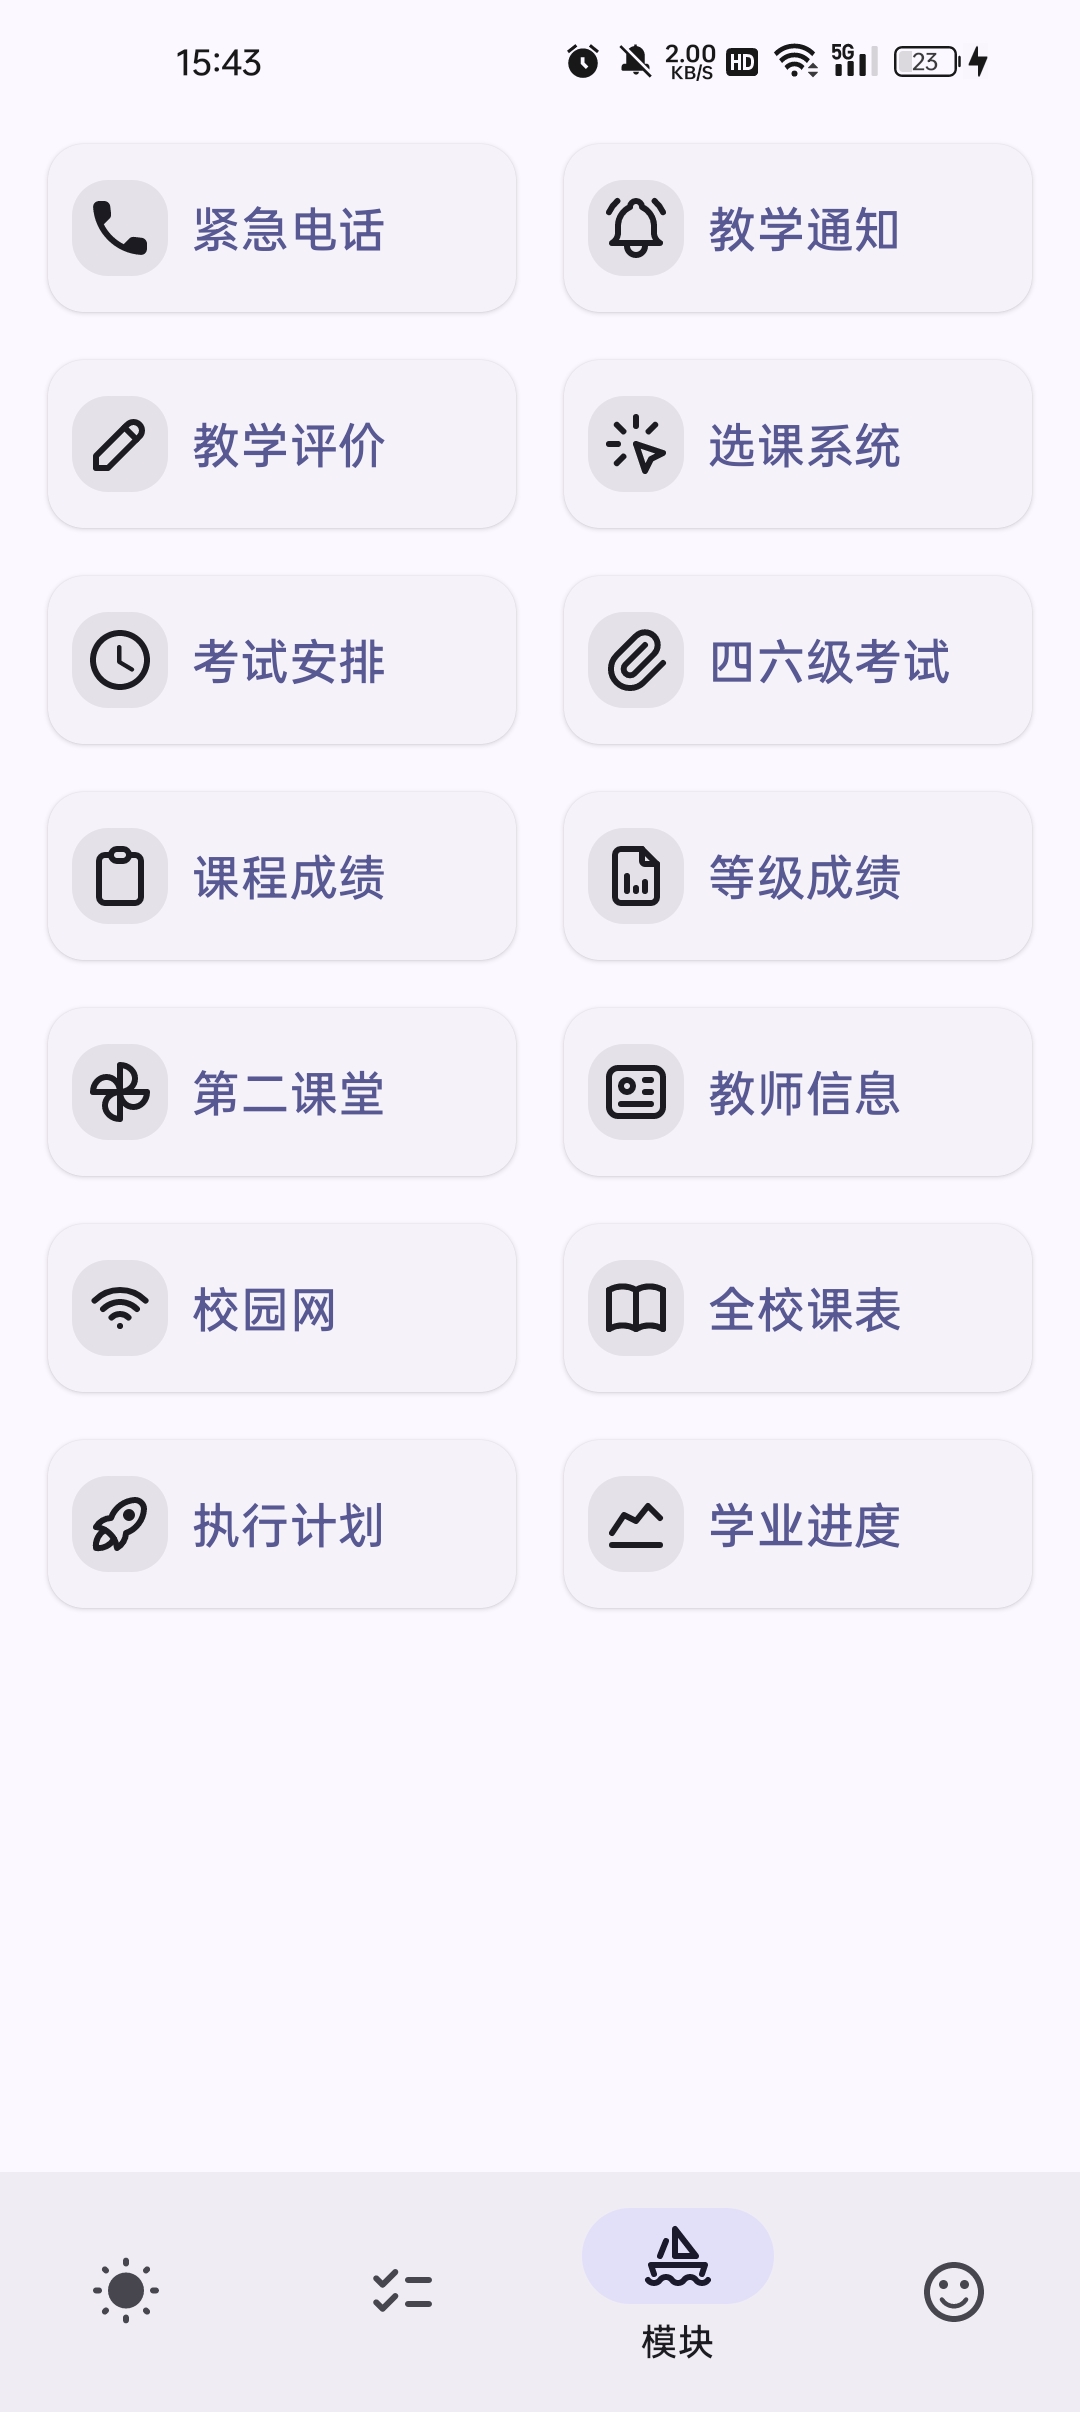 15:43
2.00
KB/S
HD
5G
23
紧急电话
教学通知
教学评价
选课系统
考试安排
四六级考试
课程成绩
等级成绩
第二课堂
教师信息
校园网
全校课表
执行计划
学业进度
模块